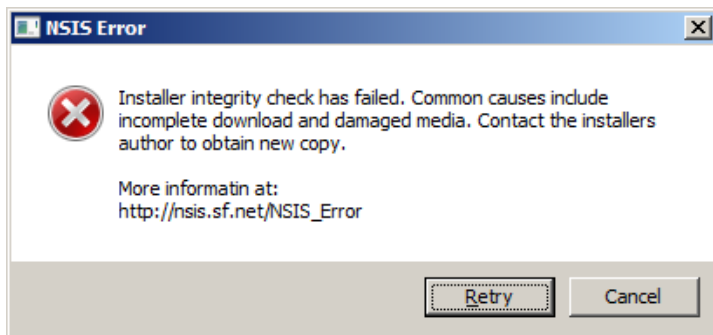 NSIS Error
Installer integrity check has failed. Common causes include
incomplete download and damaged media. Contact the installers
author to obtain new copy.
More informatin at:
http://nsis.sf.net/NSIS_Error
Retry
Cancel